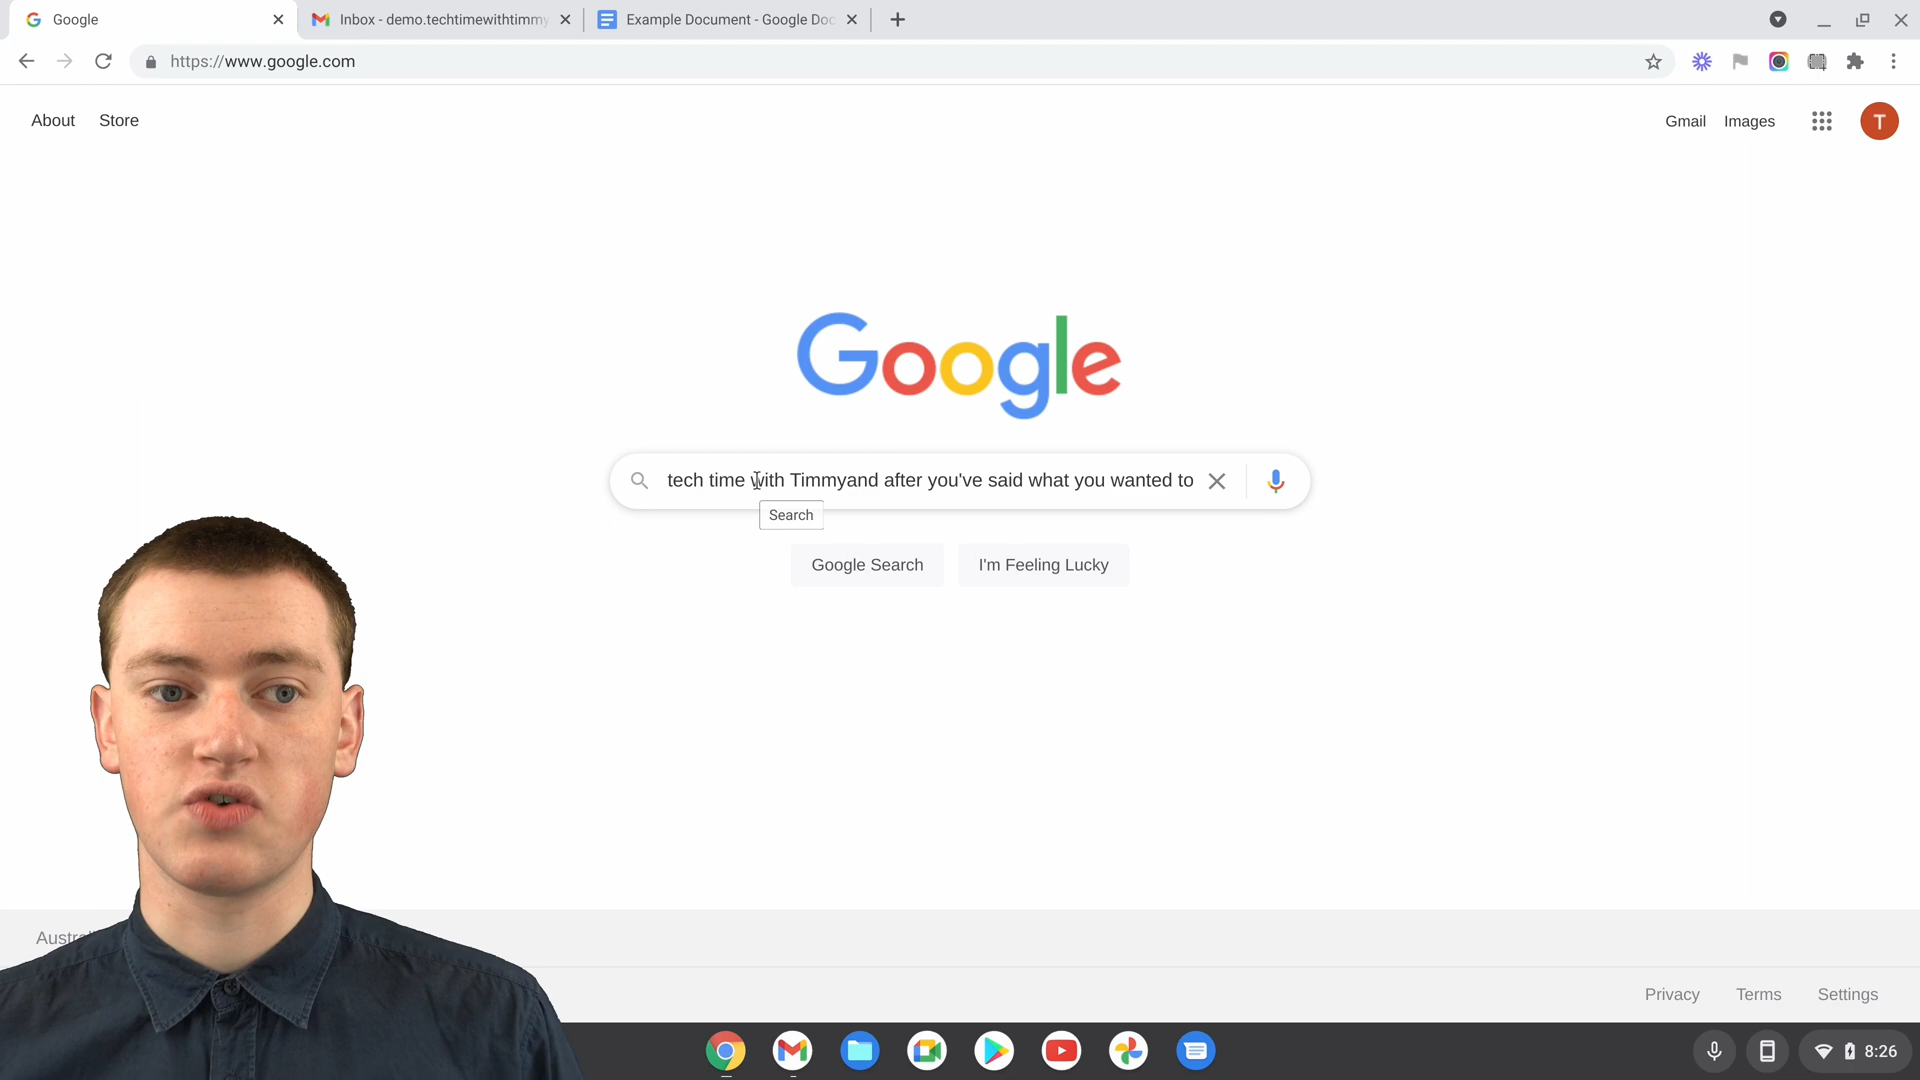 Google
Inbox - demo.techtimewithtimmy
Example Document - Google Doc
https://www.google.com
About
Store
Gmail
Images
T
Google
tech time with Timmyand after you've said what you wanted to
Search
Google Search
I'm Feeling Lucky
Privacy
Terms
Settings
8:26